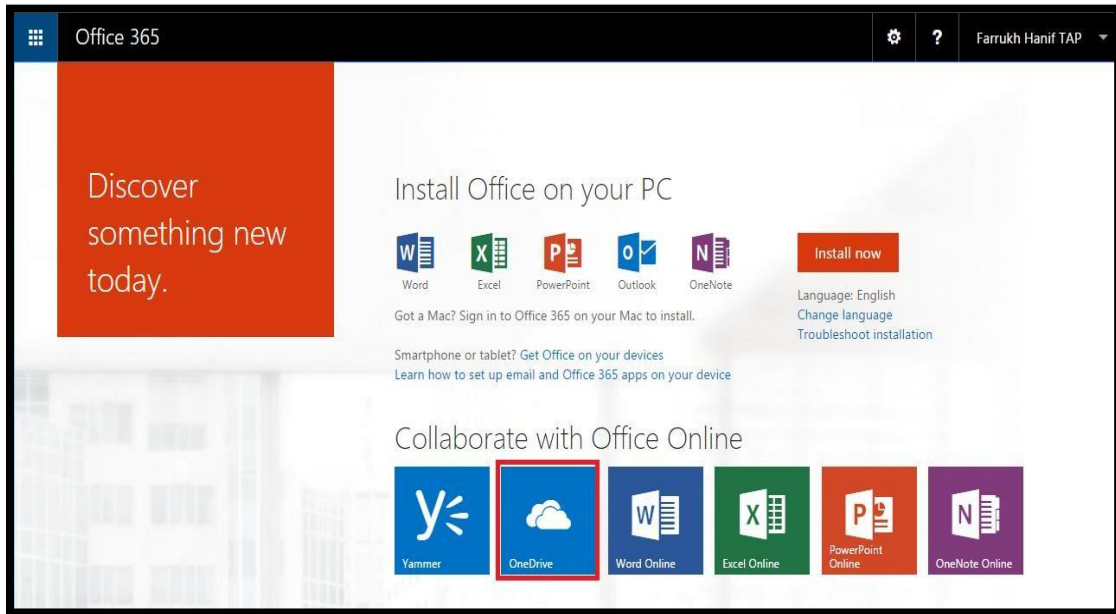 Office 365
?
Farrukh Hanif TAP
Discover
something new
today.
Install Office on your PC
Word Excel PowerPoint Outlook OneNote
Install now
Got a Mac? Sign in to Office 365 on your Mac to install.
Language: English
Change language
Troubleshoot installation
Smartphone or tablet? Get Office on your devices
Learn how to set up email and Office 365 apps on your device
Collaborate with Office Online
Yammer
OneDrive
Word Online
Excel Online
PowerPoint
Online
OneNote Online